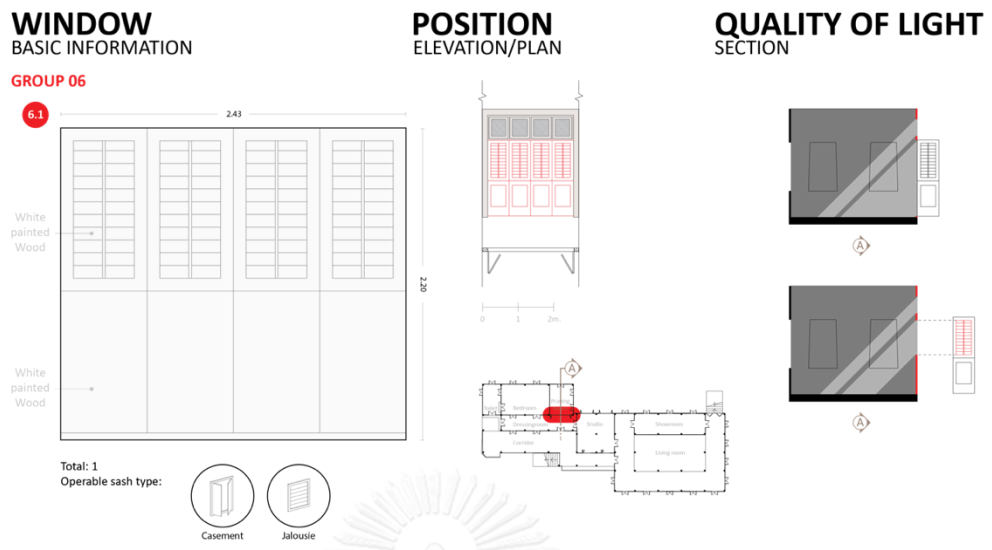 WINDOW
BASIC INFORMATION
GROUP 06
6.1
2.43
White
painted
Wood
2.20
White
painted
Wood
Total: 1
Operable sash type:
Casement
Jalousie
POSITION
ELEVATION/PLAN
0 1 2m.
A
Bedroom
Dressingroom
Corridor
Studio
Showroom
Living room
QUALITY OF LIGHT
SECTION
A
A